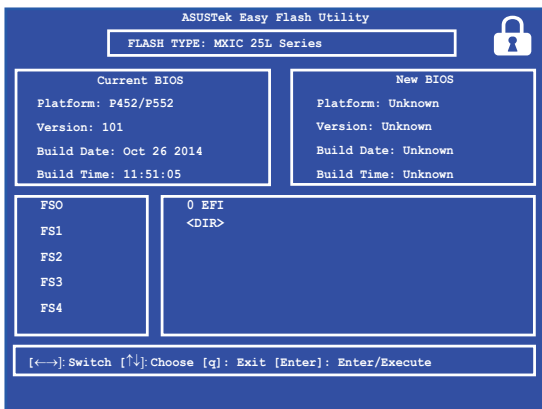 ASUSTek Easy Flash Utility
FLASH TYPE: MXIC 25L Series
Current BIOS
Platform: P452/P552
Version: 101
Build Date: Oct 26 2014
Build Time: 11:51:05
New BIOS
Platform: Unknown
Version: Unknown
Build Date: Unknown
Build Time: Unknown
FSO
FS1
FS2
FS3
FS4
0 EFI
<DIR>
[←→]: Switch [↑↓]: Choose [q]: Exit [Enter]: Enter/Execute